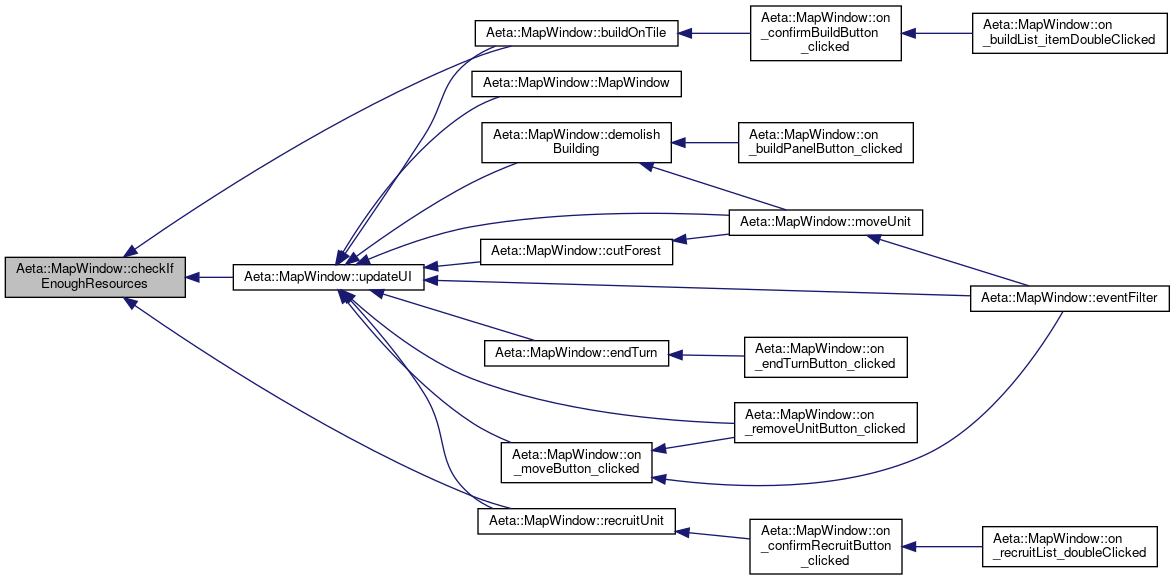 Aeta::MapWindow::checkIf
EnoughResources
Aeta::MapWindow::buildOnTile
Aeta::MapWindow::on
_confirmBuildButton
_clicked
Aeta::MapWindow::on
_buildList_itemDoubleClicked
Aeta::MapWindow::MapWindow
Aeta::MapWindow::demolish
Building
Aeta::MapWindow::on
_buildPanelButton_clicked
Aeta::MapWindow::moveUnit
Aeta::MapWindow::cutForest
Aeta::MapWindow::updateUI
Aeta::MapWindow::eventFilter
Aeta::MapWindow::endTurn
Aeta::MapWindow::on
_endTurnButton_clicked
Aeta::MapWindow::on
_removeUnitButton_clicked
Aeta::MapWindow::on
_moveButton_clicked
Aeta::MapWindow::recruitUnit
Aeta::MapWindow::on
_confirmRecruitButton
_clicked
Aeta::MapWindow::on
_recruitList_doubleClicked